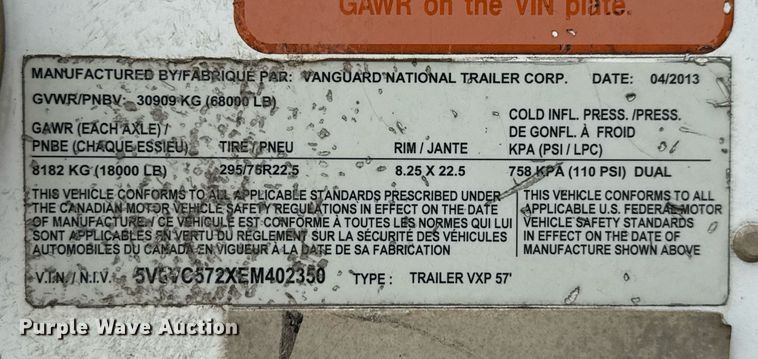 GAWR on the VIN plate.
MANUFACTURED BY/FABRIQUE PAR: VANGUARD NATIONAL TRAILER CORP. DATE: 04/2013
GVWR/PNBV: 30909 KG (68000 LB)
COLD INFL. PRESS./PRESS.
GAWR (EACH AXLE)/ DE GONFL. À FROID
PNBE (CHAQUE ESSIEU) TIRE/PNEU RIM / JANTE KPA (PSI / LPC)
8182 KG (18000 LB) 295/75R22.5 8.25 X 22.5 758 KPA (110 PSI) DUAL
THIS VEHICLE CONFORMS TO ALL APPLICABLE STANDARDS PRESCRIBED UNDER
THE CANADIAN MOTOR VEHICLE SAFETY REGULATIONS IN EFFECT ON THE DATE
OF MANUFACTURE / CE VÉHICULE EST CONFORME À TOUTES LES NORMES QUI LUI
SONT APPLICABLES EN VERTU DU RÈGLEMENT SUR LA SÉCURITÉ DES VÉHICULES
AUTOMOBILES DU CANADA EN VIGUEUR À LA DATE DE SA FABRICATION
THIS VEHICLE CONFORMS TO ALL
APPLICABLE U.S. FEDERAL MOTOR
VEHICLE SAFETY STANDARDS
IN EFFECT ON THE DATE OF
MANUFACTURE SHOWN ABOVE
V.I.N. / N.I.V. TYPE: TRAILER VXP 57'
Purple Wave Auction